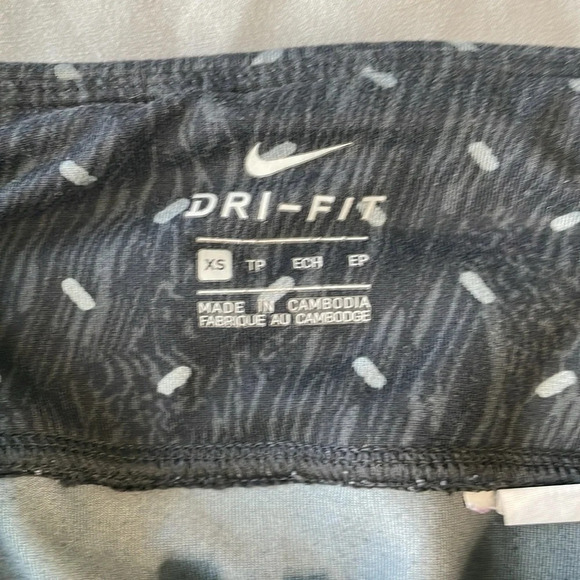 DRI-FIT
XS TP ECH EP
MADE IN CAMBODIA
FABRIQUE AU CAMBODGE